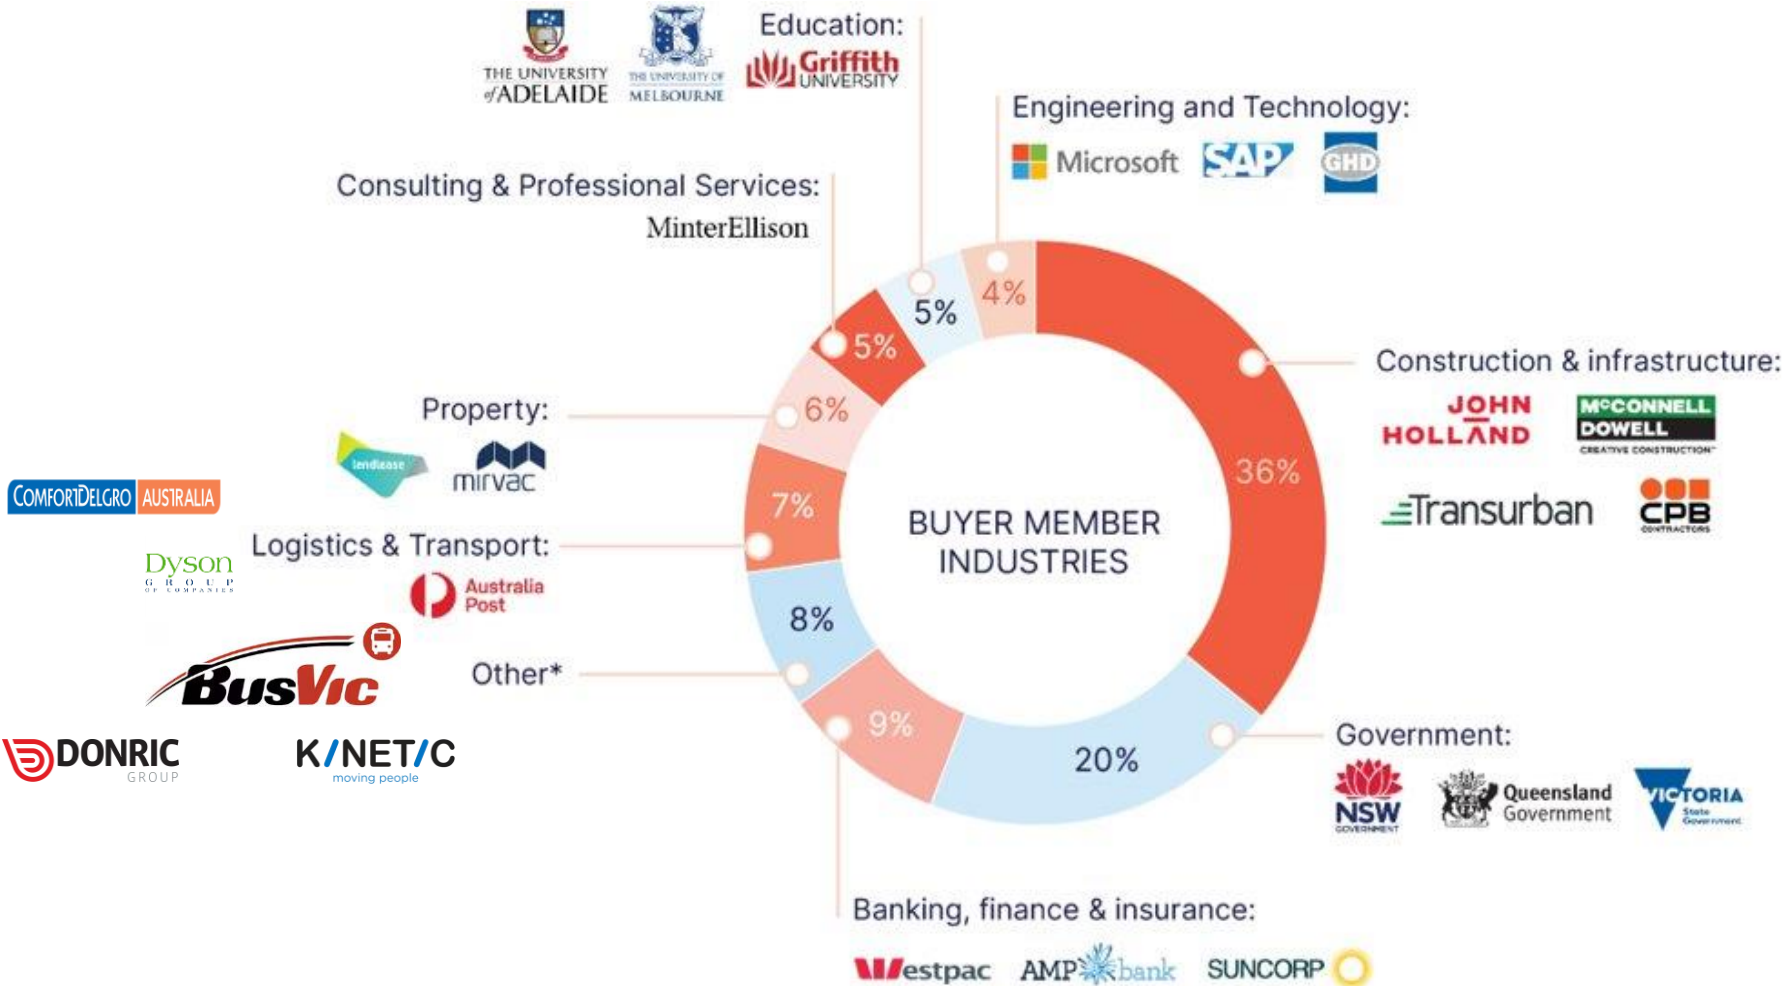 Education:
THE UNIVERSITY
of ADELAIDE
THE UNIVERSITY OF
MELBOURNE
Griffith
UNIVERSITY
Engineering and Technology:
Microsoft
SAP
GHD
Consulting & Professional Services:
MinterEllison
4%
5%
5%
Construction & infrastructure:
JOHN
HOLLAND
McCONNELL
DOWELL
CREATIVE CONSTRUCTION™
Transurban
CPB
CONTRACTORS
36%
Property:
lendlease
mirvac
6%
COMFORTDELGRO AUSTRALIA
7%
BUYER MEMBER
INDUSTRIES
Logistics & Transport:
Dyson
GROUP
OF COMPANIES
Australia
Post
8%
BusVic
Other*
9%
20%
DONRIC
GROUP
K/NET/C
moving people
Government:
NSW
GOVERNMENT
Queensland
Government
VICTORIA
State
Government
Banking, finance & insurance:
Westpac
AMP bank
SUNCORP